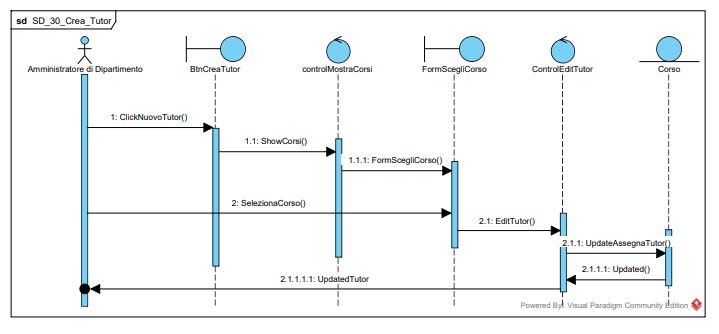 sd SD_30_Crea_Tutor
Amministratore di Dipartimento
BtnCreaTutor
controlMostraCorsi
FormScegliCorso
ControlEditTutor
Corso
1: ClickNuovoTutor()
1.1: ShowCorsi()
1.1.1: FormScegliCorso()
2: SelezionaCorso()
2.1: EditTutor()
2.1.1: UpdateAssegnaTutor()
2.1.1.1: Updated()
2.1.1.1.1: UpdatedTutor
Powered By: Visual Paradigm Community Edition